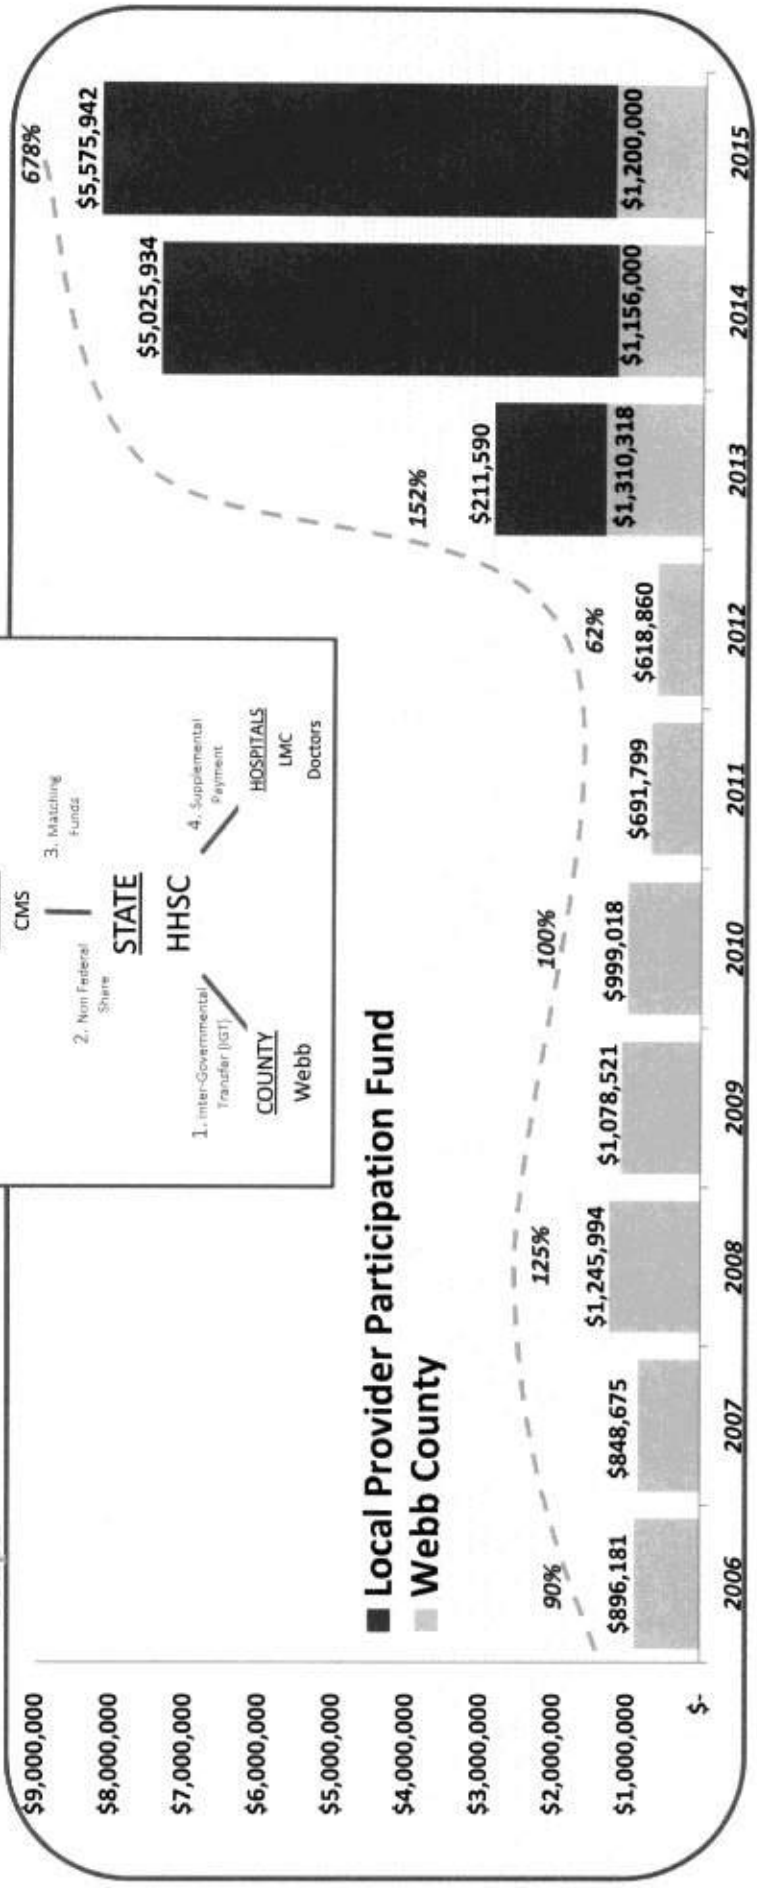 CMS
2. Non Federal
Share
3. Matching
Funds
STATE
HHSC
1. Inter-Governmental
Transfer (IGT)
4. Supplemental
Payment
COUNTY
Webb
HOSPITALS
LMC
Doctors
Local Provider Participation Fund
Webb County
$9,000,000
$8,000,000
$7,000,000
$6,000,000
$5,000,000
$4,000,000
$3,000,000
$2,000,000
$1,000,000
$-
90%
125%
100%
62%
152%
678%
$896,181
$848,675
$1,245,994
$1,078,521
$999,018
$691,799
$618,860
$211,590
$1,310,318
$5,025,934
$1,156,000
$5,575,942
$1,200,000
2006
2007
2008
2009
2010
2011
2012
2013
2014
2015